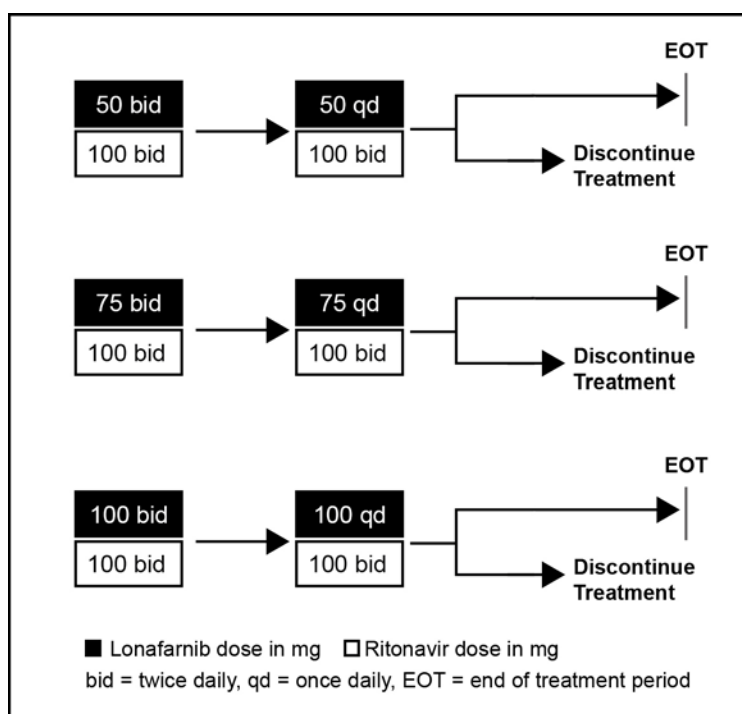 EOT
50 bid
50 qd
100 bid
100 bid
Discontinue
Treatment
EOT
75 bid
75 qd
100 bid
100 bid
Discontinue
Treatment
EOT
100 bid
100 qd
100 bid
100 bid
Discontinue
Treatment
Lonafarnib dose in mg Ritonavir dose in mg
bid = twice daily, qd = once daily, EOT = end of treatment period